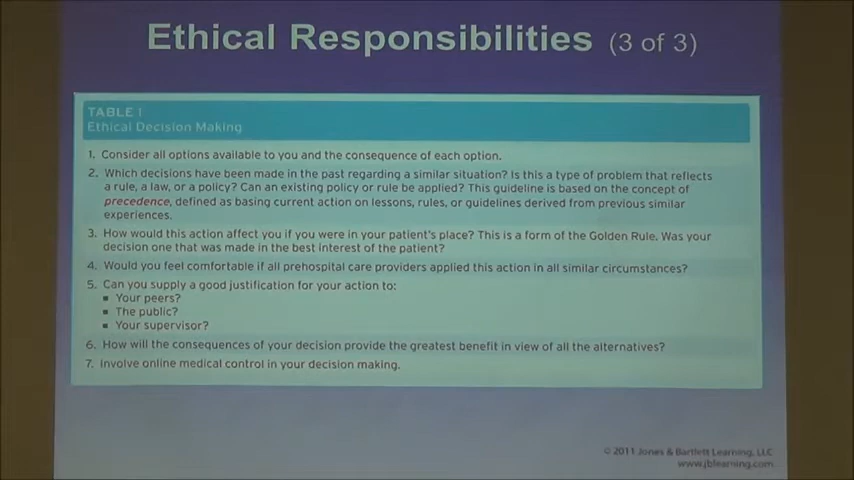 Ethical Responsibilities (3 of 3)
TABLE 1
Ethical Decision Making
1. Consider all options available to you and the consequence of each option.
2. Which decisions have been made in the past regarding a similar situation? Is this a type of problem that reflects
a rule, a law, or a policy? Can an existing policy or rule be applied? This guideline is based on the concept of
precedence, defined as basing current action on lessons, rules, or guidelines derived from previous similar
experiences.
3. How would this action affect you if you were in your patient's place? This is a form of the Golden Rule. Was your
decision one that was made in the best interest of the patient?
4. Would you feel comfortable if all prehospital care providers applied this action in all similar circumstances?
5. Can you supply a good justification for your action to:
▪ Your peers?
▪ The public?
▪ Your supervisor?
6. How will the consequences of your decision provide the greatest benefit in view of all the alternatives?
7. Involve online medical control in your decision making.
© 2011 Jones & Bartlett Learning, LLC
www.jblearning.com